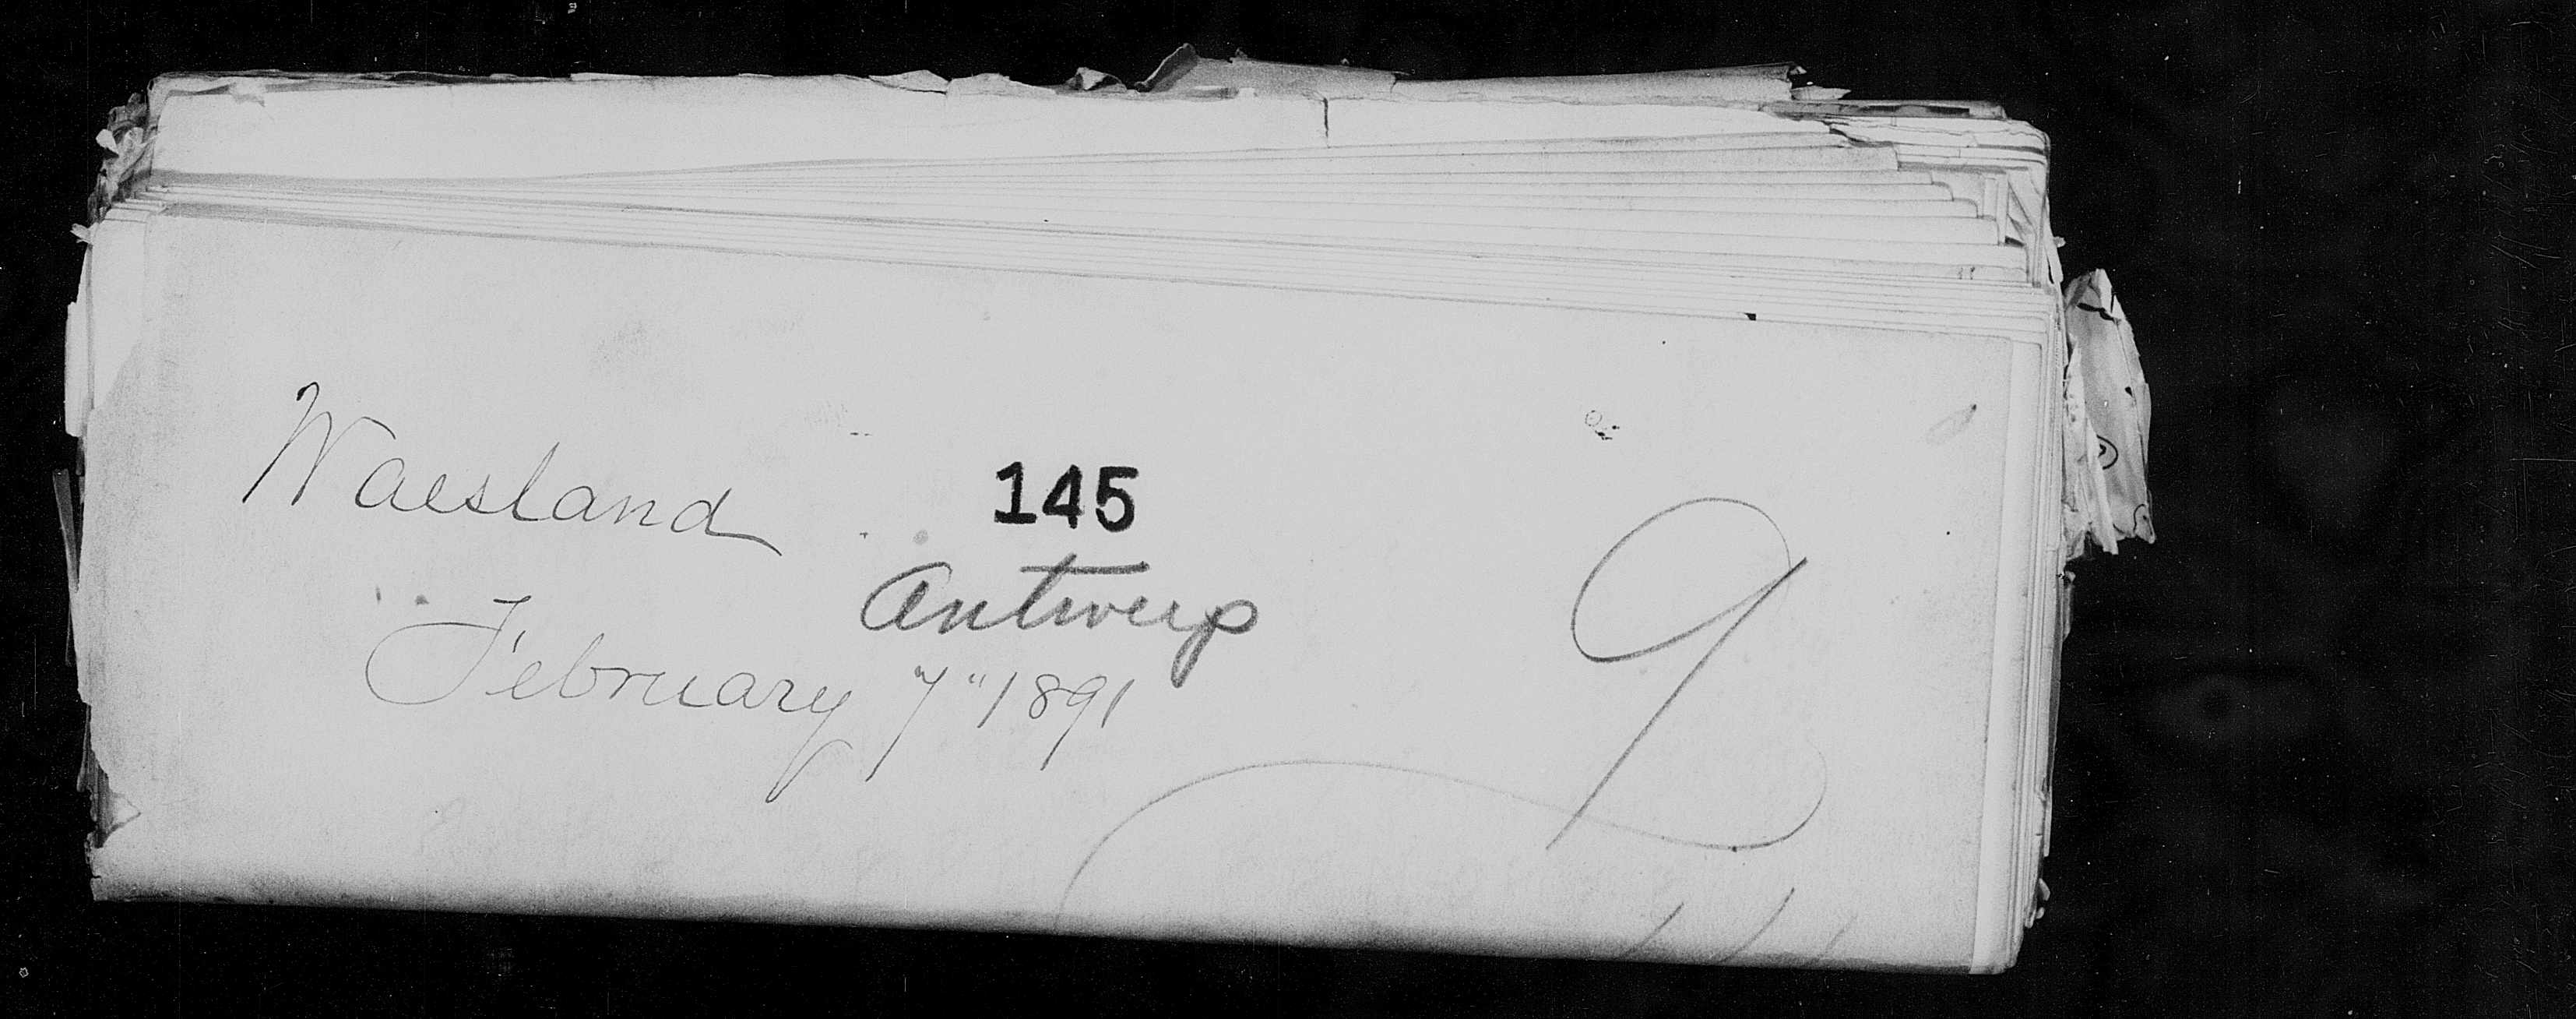 Waesland
145
Antwerp
February "7" 1891
9